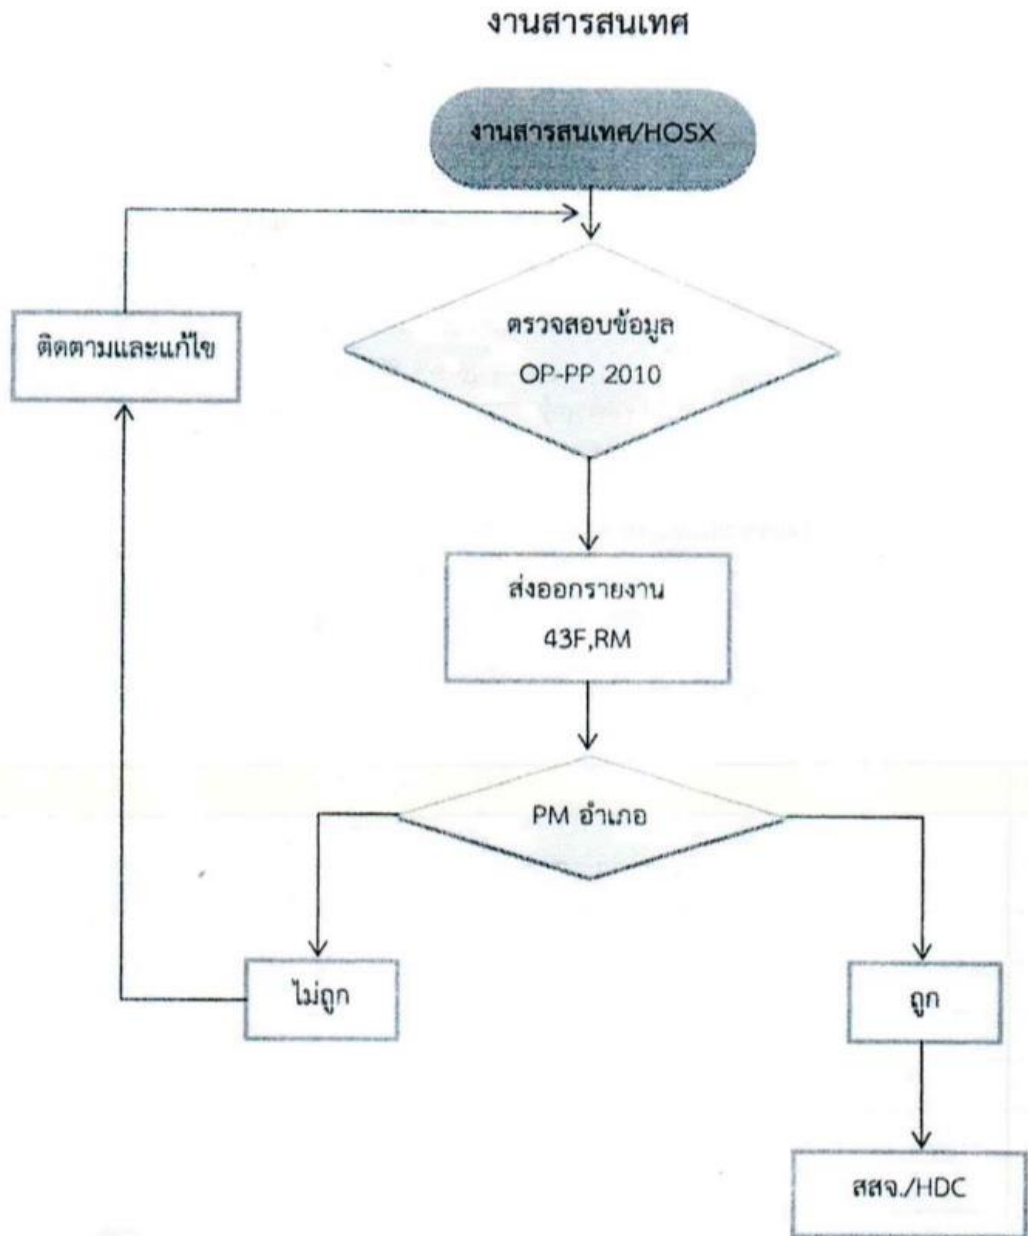 งานสารสนเทศ
งานสารสนเทศ/HOSX
ติดตามและแก้ไข
ตรวจสอบข้อมูล
OP-PP 2010
ส่งออกรายงาน
43F,RM
PM อำเภอ
ไม่ถูก
ถูก
สสจ./HDC